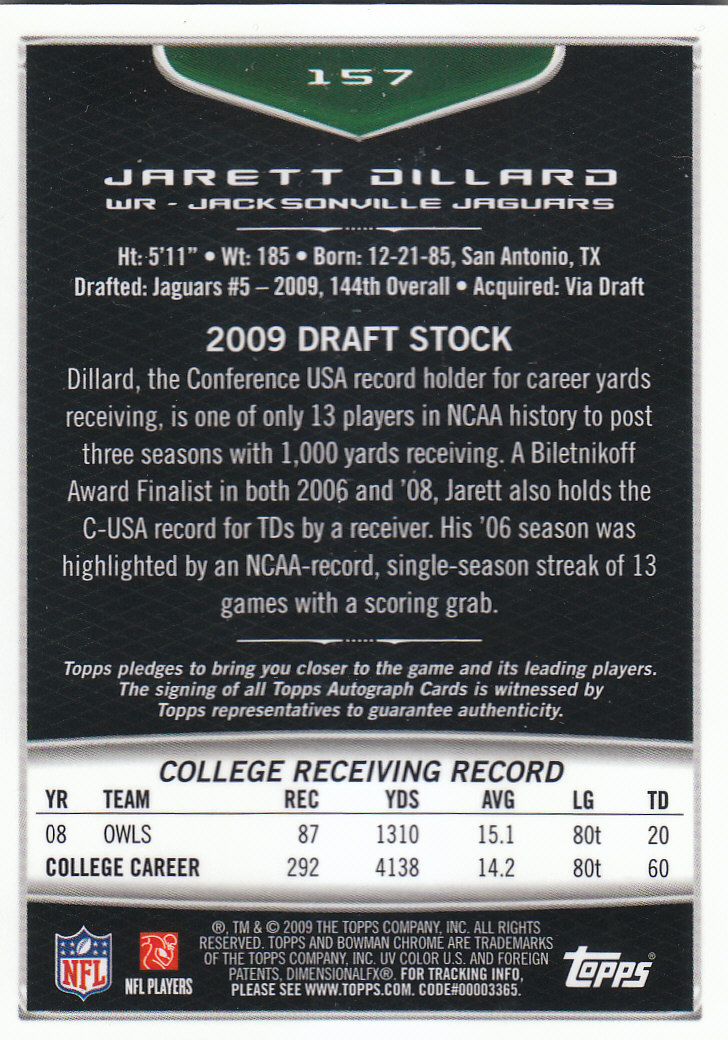 157
JARETT DILLARD
WR - JACKSONVILLE JAGUARS
Ht: 5'11" • Wt: 185 • Born: 12-21-85, San Antonio, TX
Drafted: Jaguars #5 – 2009, 144th Overall • Acquired: Via Draft
2009 DRAFT STOCK
Dillard, the Conference USA record holder for career yards
receiving, is one of only 13 players in NCAA history to post
three seasons with 1,000 yards receiving. A Biletnikoff
Award Finalist in both 2006 and '08, Jarett also holds the
C-USA record for TDs by a receiver. His '06 season was
highlighted by an NCAA-record, single-season streak of 13
games with a scoring grab.
Topps pledges to bring you closer to the game and its leading players.
The signing of all Topps Autograph Cards is witnessed by
Topps representatives to guarantee authenticity.
COLLEGE RECEIVING RECORD
YR TEAM REC YDS AVG LG TD
08 OWLS 87 1310 15.1 80t 20
COLLEGE CAREER 292 4138 14.2 80t 60
®, TM & © 2009 THE TOPPS COMPANY, INC. ALL RIGHTS
RESERVED. TOPPS AND BOWMAN CHROME ARE TRADEMARKS
OF THE TOPPS COMPANY, INC. UV COLOR U.S. AND FOREIGN
PATENTS, DIMENSIONALFX®. FOR TRACKING INFO,
PLEASE SEE WWW.TOPPS.COM. CODE#00003365.
NFL
NFL PLAYERS
topps®